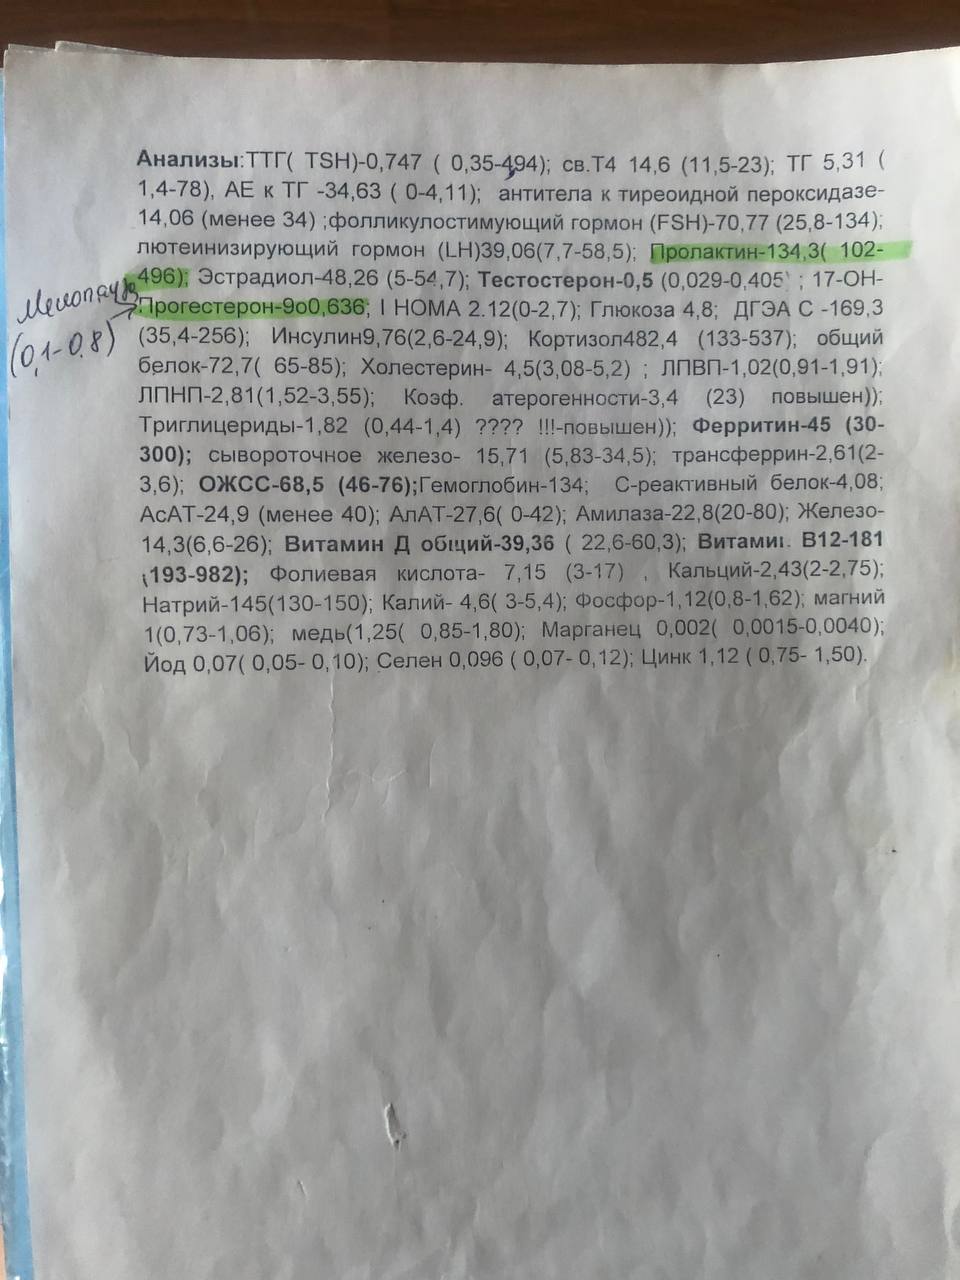 Анализы:ТТГ( TSH)-0,747 ( 0,35-4,94); св.Т4 14,6 (11,5-23); ТГ 5,31 (
1,4-78), АЕ к ТГ -34,63 ( 0-4,11); антитела к тиреоидной пероксидазе-
14,06 (менее 34) ;фолликулостимующий гормон (FSH)-70,77 (25,8-134);
лютеинизирующий гормон (LH)39,06(7,7-58,5); Пролактин-134,3( 102-
496); Эстрадиол-48,26 (5-54,7); Тестостерон-0,5 (0,029-0,405 ; 17-ОН-
Менопауза
Прогестерон-9о0,636; I HOMA 2.12(0-2,7); Глюкоза 4,8; ДГЭА С -169,3
(0,1-0,8)
(35,4-256); Инсулин9,76(2,6-24,9); Кортизол482,4 (133-537); общий
белок-72,7( 65-85); Холестерин- 4,5(3,08-5,2) ; ЛПВП-1,02(0,91-1,91);
ЛПНП-2,81(1,52-3,55); Коэф. атерогенности-3,4 (23) повышен));
Триглицериды-1,82 (0,44-1,4) ???? !!!-повышен)); Ферритин-45 (30-
300); сывороточное железо- 15,71 (5,83-34,5); трансферрин-2,61(2-
3,6); ОЖСС-68,5 (46-76);Гемоглобин-134; С-реактивный белок-4,08;
АсАТ-24,9 (менее 40); АлАТ-27,6( 0-42); Амилаза-22,8(20-80); Железо-
14,3(6,6-26); Витамин Д общий-39,36 ( 22,6-60,3); Витамин В12-181
(193-982); Фолиевая кислота- 7,15 (3-17) , Кальций-2,43(2-2,75);
Натрий-145(130-150); Калий- 4,6( 3-5,4); Фосфор-1,12(0,8-1,62); магний
1(0,73-1,06); медь(1,25( 0,85-1,80); Марганец 0,002( 0,0015-0,0040);
Йод 0,07( 0,05- 0,10); Селен 0,096 ( 0,07- 0,12); Цинк 1,12 ( 0,75- 1,50).